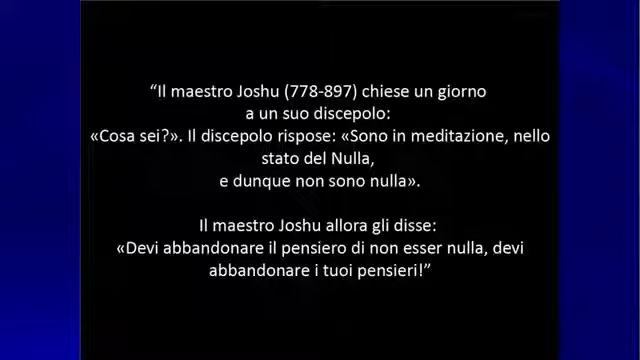 “Il maestro Joshu (778-897) chiese un giorno
a un suo discepolo:
«Cosa sei?». Il discepolo rispose: «Sono in meditazione, nello
stato del Nulla,
e dunque non sono nulla».
Il maestro Joshu allora gli disse:
«Devi abbandonare il pensiero di non esser nulla, devi
abbandonare i tuoi pensieri!”